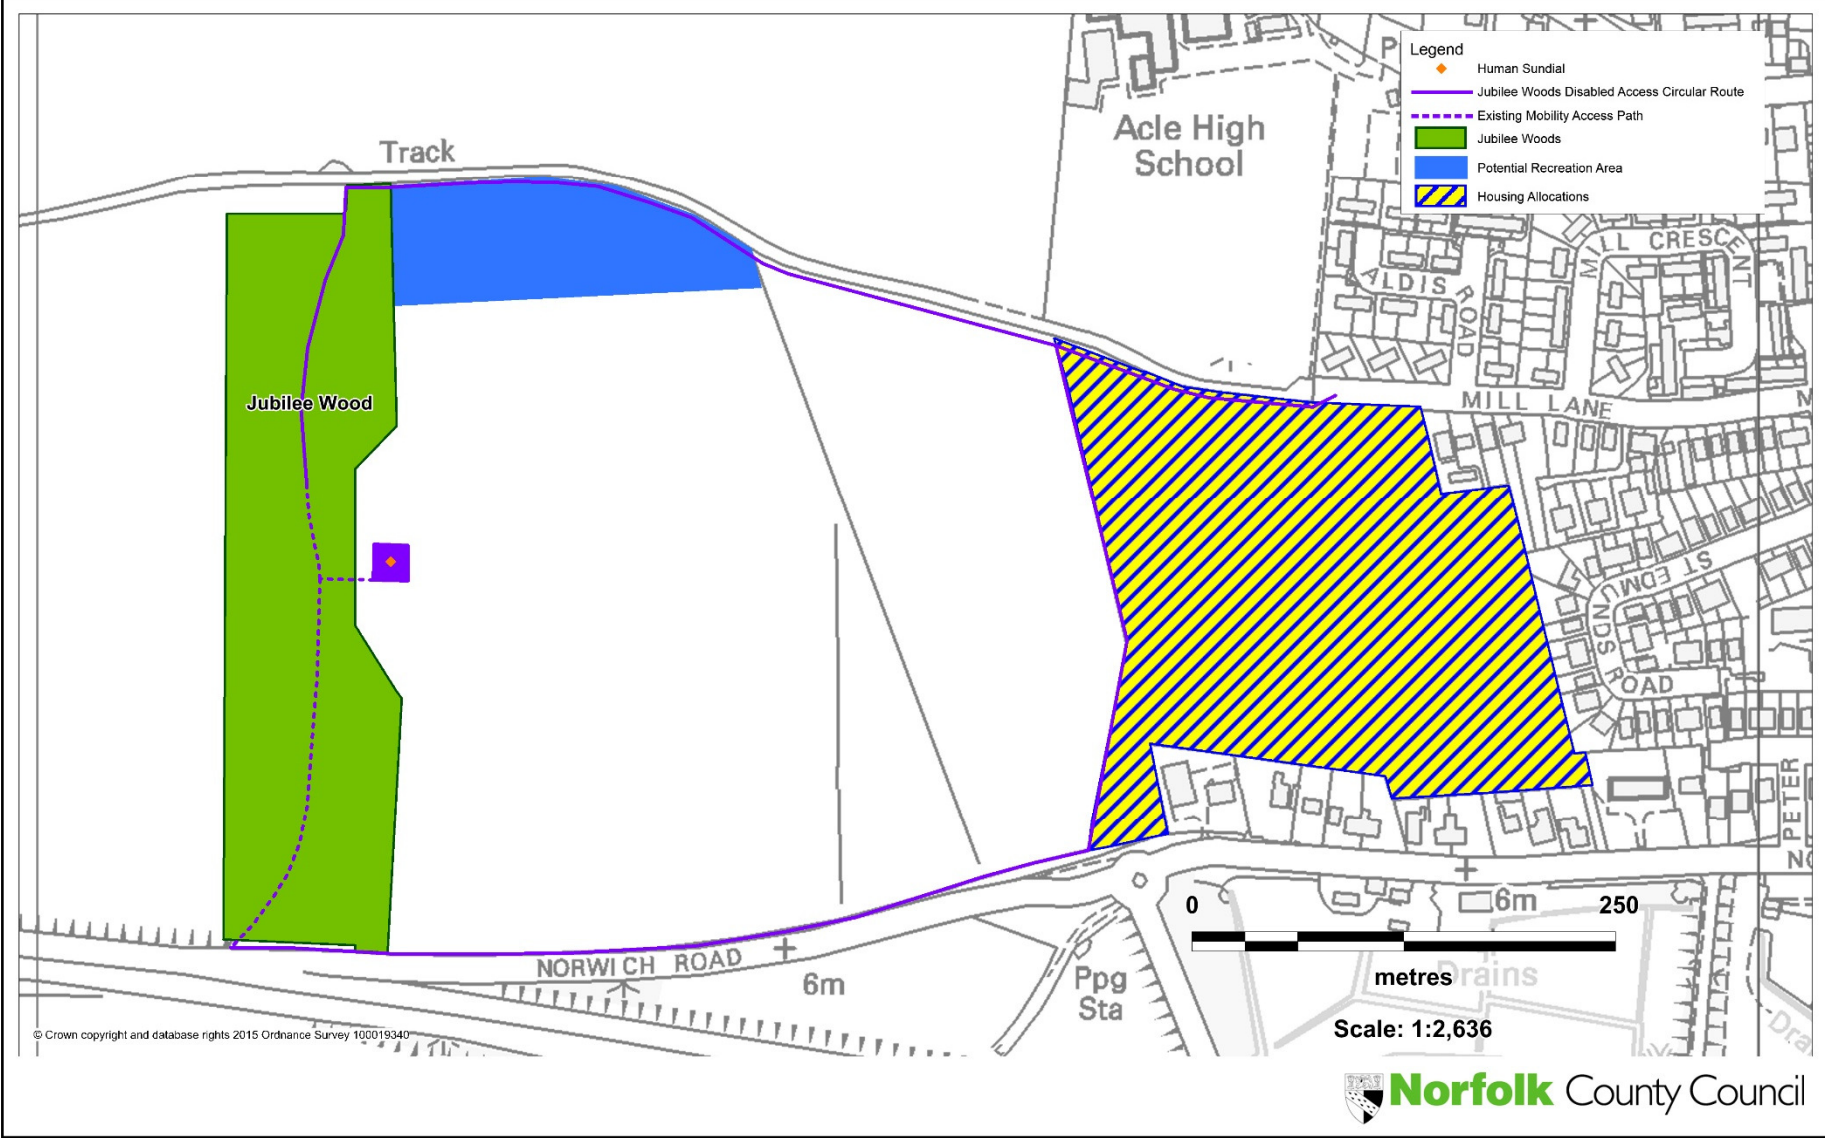 Legend
Human Sundial
Jubilee Woods Disabled Access Circular Route
Existing Mobility Access Path
Jubilee Woods
Potential Recreation Area
Housing Allocations
P
Acle High
School
Track
MILL CRESCENT
ALDIS ROAD
Jubilee Wood
MILL LANE
M
ST EDMUNDS ROAD
PETER
NO
0
250
6m
metres
Drains
Scale: 1:2,636
NORWICH ROAD
6m
Ppg
Sta
Dra
© Crown copyright and database rights 2015 Ordnance Survey 100019340
Norfolk County Council